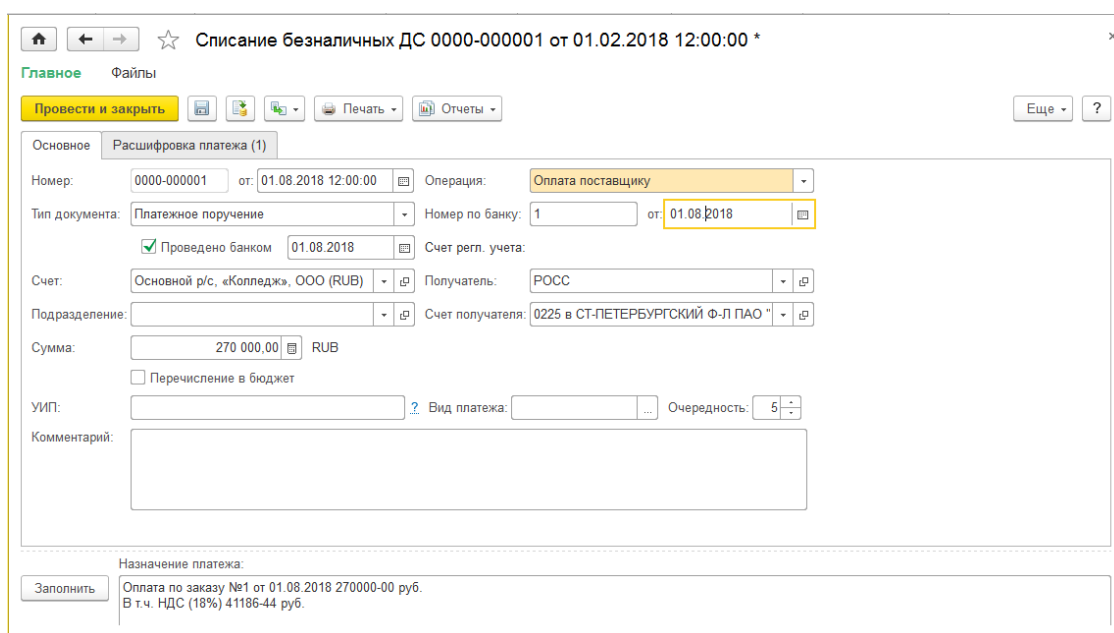 Списание безналичных ДС 0000-000001 от 01.02.2018 12:00:00 *
Главное Файлы
Провести и закрыть Печать Отчеты Еще ?
Основное Расшифровка платежа (1)
Номер: 0000-000001 от: 01.08.2018 12:00:00 Операция: Оплата поставщику
Тип документа: Платежное поручение Номер по банку: 1 от: 01.08.2018
Проведено банком 01.08.2018 Счет регл. учета:
Счет: Основной р/с, «Колледж», ООО (RUB) Получатель: РОСС
Подразделение: Счет получателя: 0225 в СТ-ПЕТЕРБУРГСКИЙ Ф-Л ПАО "
Сумма: 270 000,00 RUB
Перечисление в бюджет
УИП: ? Вид платежа: ... Очередность: 5
Комментарий:
Назначение платежа:
Заполнить Оплата по заказу №1 от 01.08.2018 270000-00 руб.
В т.ч. НДС (18%) 41186-44 руб.